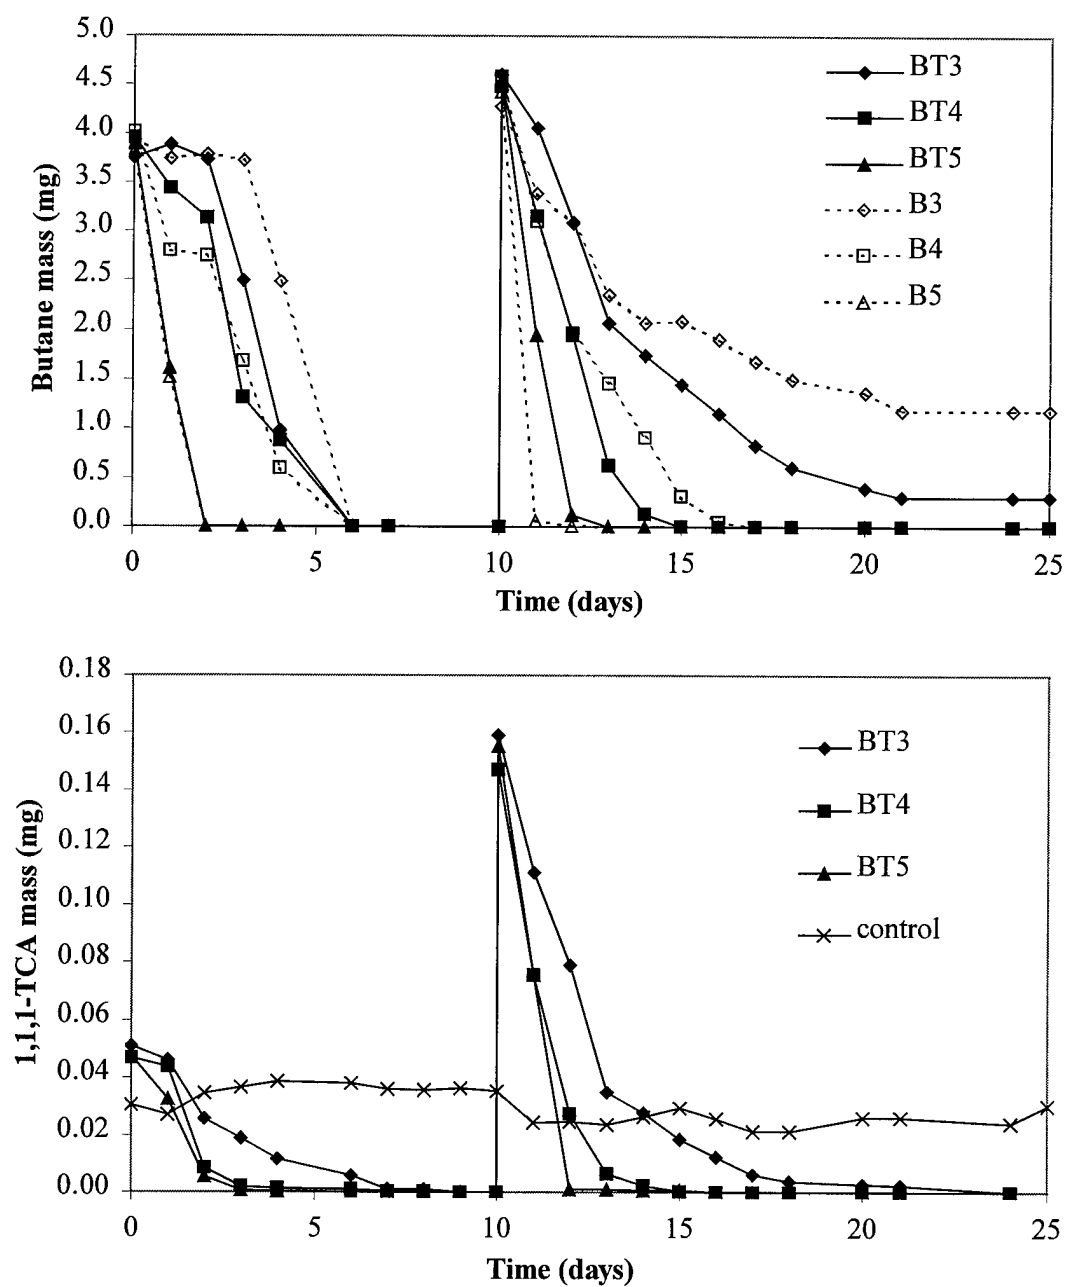 5.0
4.5
4.0
3.5
3.0
2.5
2.0
1.5
1.0
0.5
0.0
Butane mass (mg)
0 5 10 15 20 25
Time (days)
BT3
BT4
BT5
B3
B4
B5
0.18
0.16
0.14
0.12
0.10
0.08
0.06
0.04
0.02
0.00
1,1,1-TCA mass (mg)
0 5 10 15 20 25
Time (days)
BT3
BT4
BT5
control